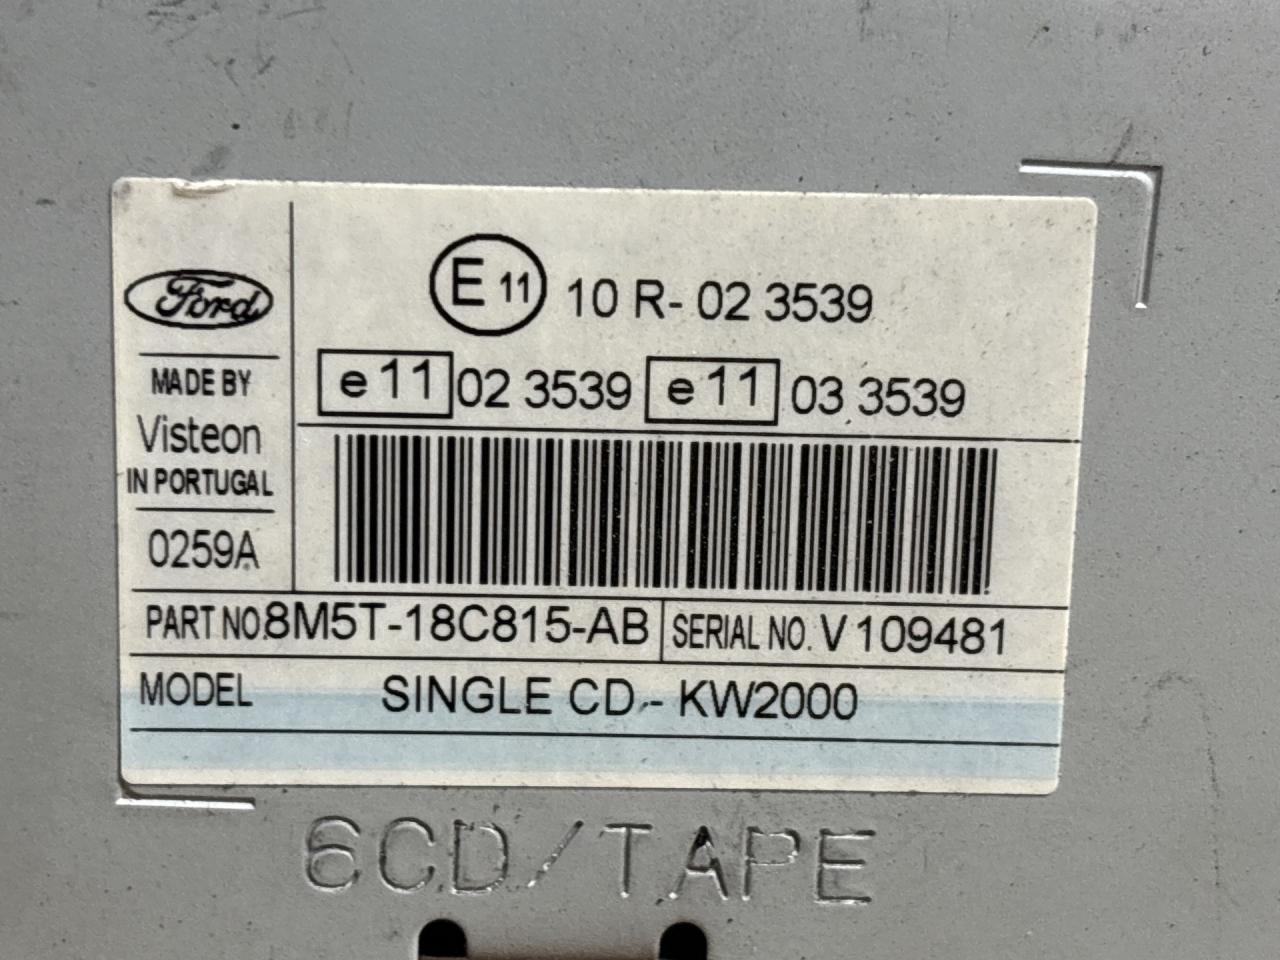 Ford
MADE BY
Visteon
IN PORTUGAL
0259A
E 11 10 R- 02 3539
e 11 02 3539 e 11 03 3539
PART NO. 8M5T-18C815-AB SERIAL NO. V 109481
MODEL SINGLE CD - KW2000
6CD/TAPE